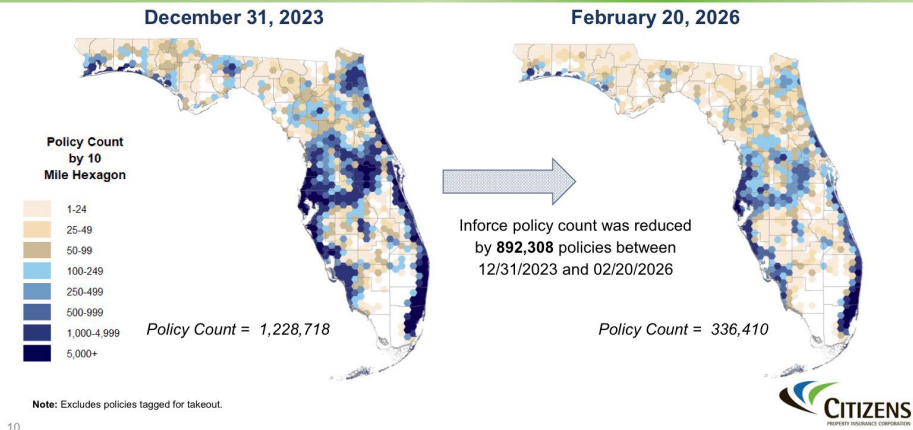 December 31, 2023
February 20, 2026
Policy Count
by 10
Mile Hexagon
1-24
25-49
50-99
100-249
250-499
500-999
1,000-4,999
5,000+
Inforce policy count was reduced
by 892,308 policies between
12/31/2023 and 02/20/2026
Policy Count = 1,228,718
Policy Count = 336,410
Note: Excludes policies tagged for takeout.
CITIZENS
PROPERTY INSURANCE CORPORATION
10